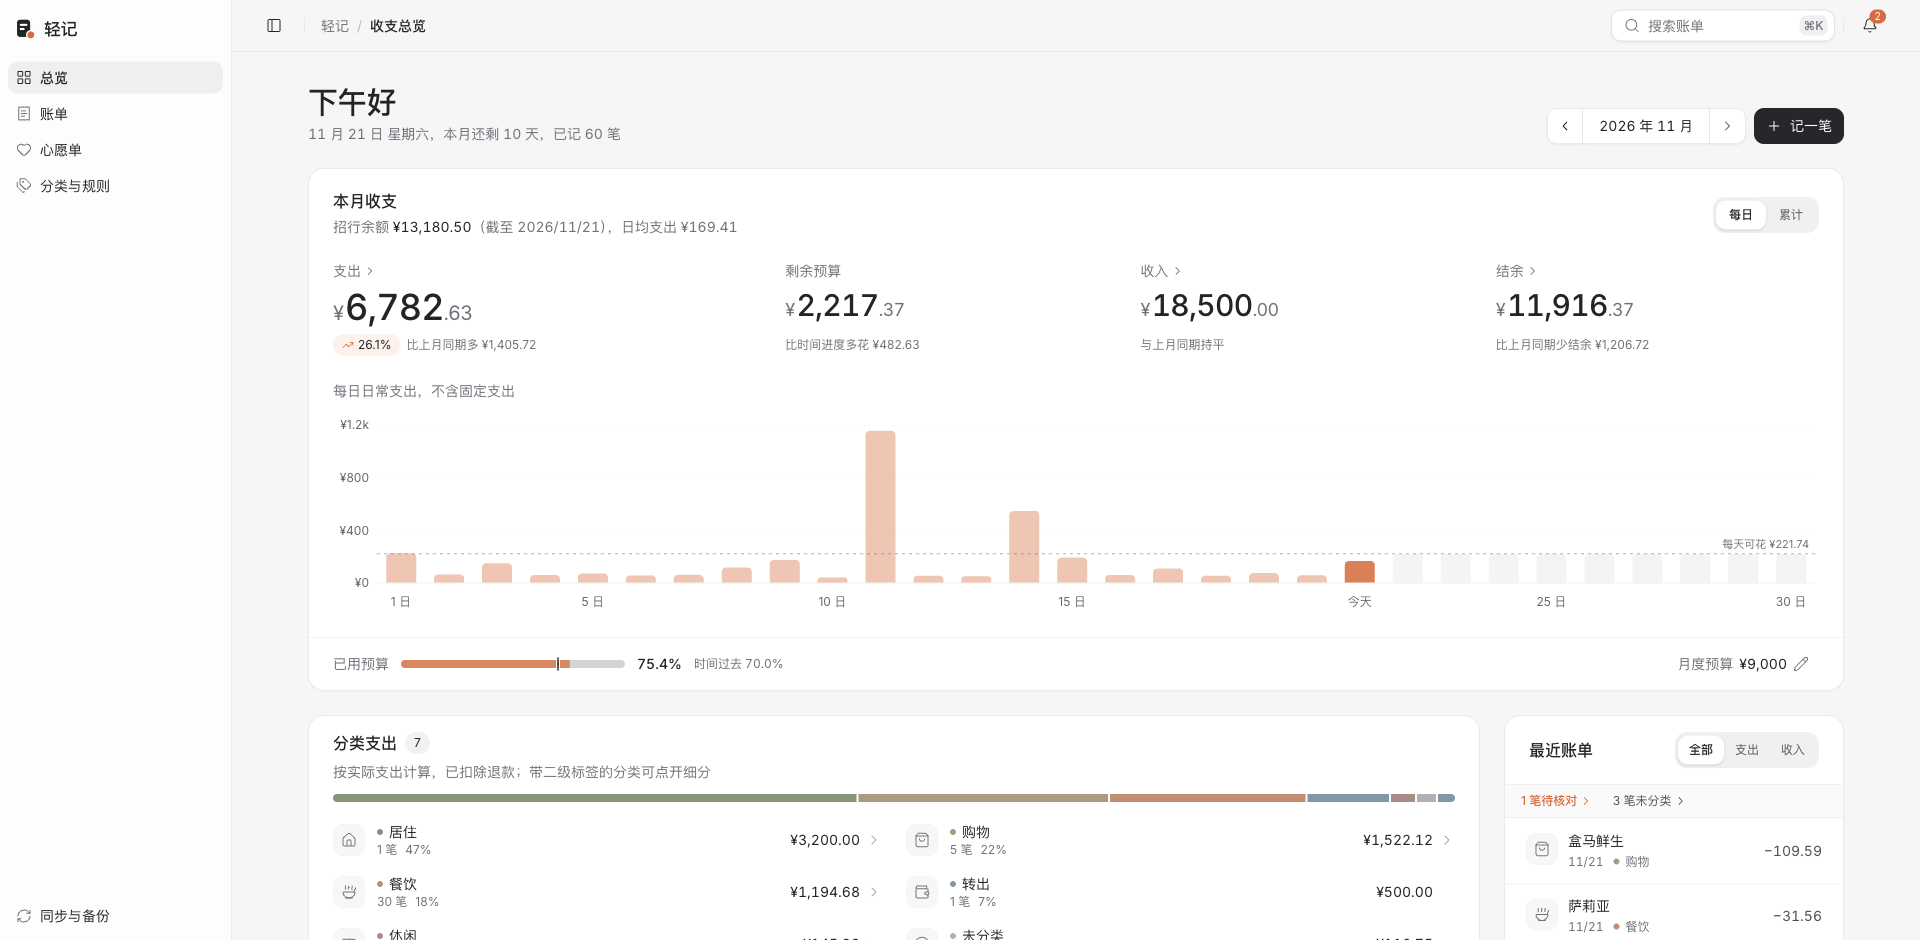 轻记
总览
账单
心愿单
分类与规则
同步与备份
轻记 / 收支总览
搜索账单 ⌘K
2
下午好
11 月 21 日 星期六，本月还剩 10 天，已记 60 笔
2026 年 11 月
记一笔
本月收支
招行余额 ¥13,180.50（截至 2026/11/21），日均支出 ¥169.41
每日 累计
支出
¥6,782.63
26.1% 比上月同期多 ¥1,405.72
剩余预算
¥2,217.37
比时间进度多花 ¥482.63
收入
¥18,500.00
与上月同期持平
结余
¥11,916.37
比上月同期少结余 ¥1,206.72
每日日常支出，不含固定支出
¥1.2k
¥800
¥400
¥0
每天可花 ¥221.74
1 日 5 日 10 日 15 日 今天 25 日 30 日
已用预算 75.4% 时间过去 70.0%
月度预算 ¥9,000
分类支出 7
按实际支出计算，已扣除退款；带二级标签的分类可点开细分
居住 ¥3,200.00
1 笔 47%
购物 ¥1,522.12
5 笔 22%
餐饮 ¥1,194.68
30 笔 18%
转出 ¥500.00
1 笔 7%
休闲
未分类
最近账单
全部 支出 收入
1 笔待核对 3 笔未分类
盒马鲜生 −109.59
11/21 购物
萨莉亚 −31.56
11/21 餐饮